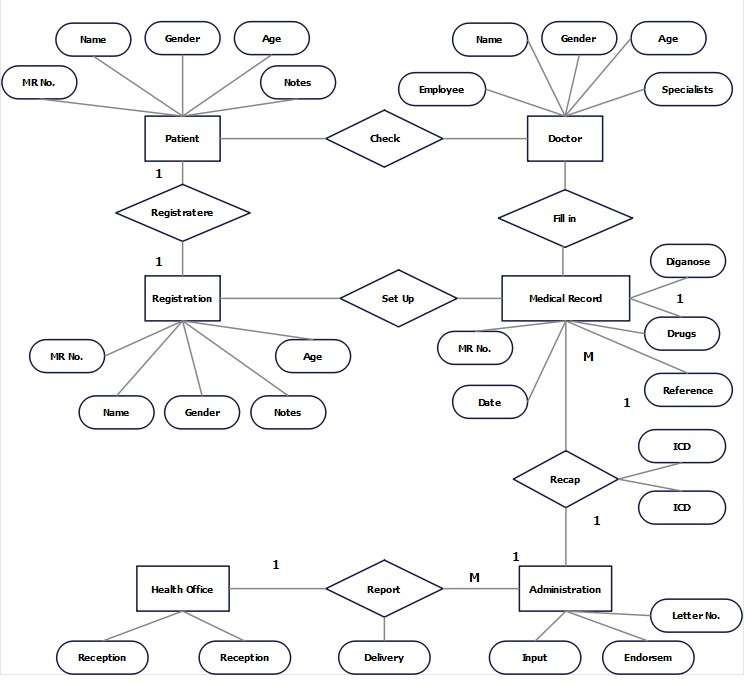 Name
Gender
Age
Name
Gender
Age
MR No.
Notes
Employee
Specialists
Patient
Check
Doctor
1
Registratere
Fill in
1
Diganose
Registration
Set Up
Medical Record
1
Drugs
MR No.
Age
MR No.
M
Reference
Name
Gender
Notes
Date
1
ICD
Recap
ICD
1
1
1
M
Health Office
Report
Administration
Letter No.
Reception
Reception
Delivery
Input
Endorsem